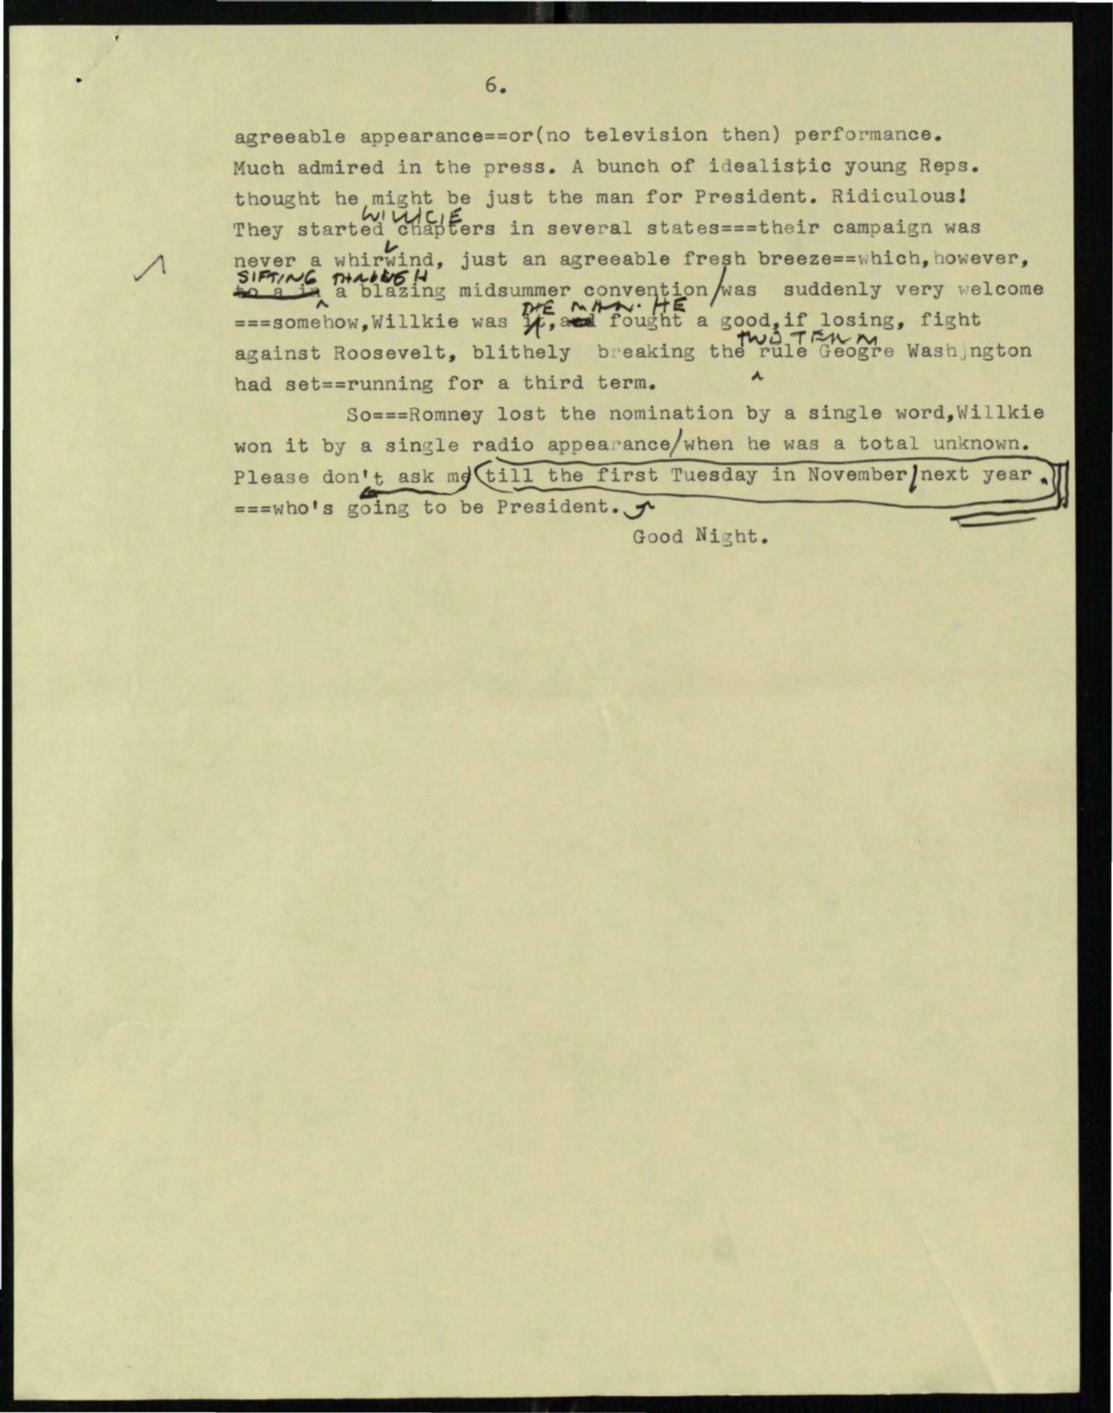 6.
agreeable appearance==or(no television then) performance.
Much admired in the press. A bunch of idealistic young Reps.
thought he might be just the man for President. Ridiculous!
WILLKIE
They started chapters in several states===their campaign was
never a whirwind, just an agreeable fresh breeze==which,however,
SIFTING THROUGH
to a in a blazing midsummer convention/was suddenly very welcome
THE MAN. HE
===somehow,Willkie was it,and fought a good,if losing, fight
TWO TERM
against Roosevelt, blithely breaking the rule Geogre Washjngton
had set==running for a third term.
So===Romney lost the nomination by a single word,Willkie
won it by a single radio appearance/when he was a total unknown.
Please don't ask me till the first Tuesday in November/next year.
===who's going to be President.
Good Night.